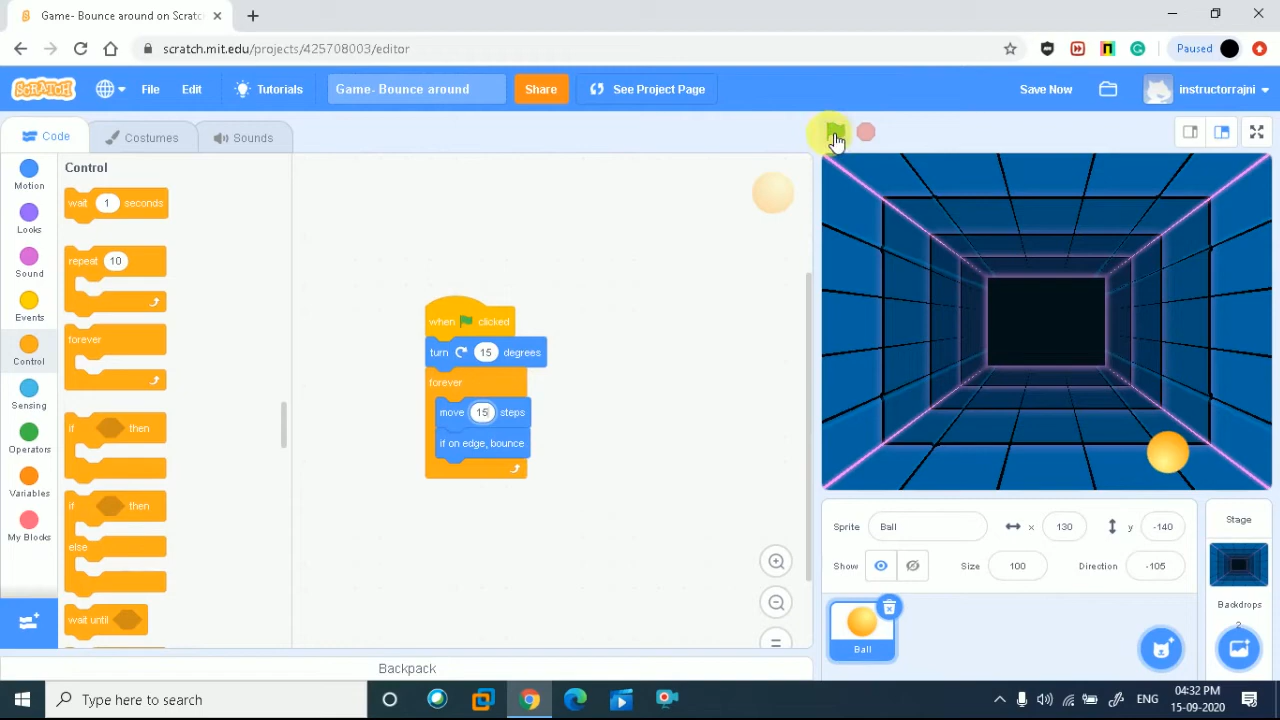 Game- Bounce around on Scratc
scratch.mit.edu/projects/425708003/editor
Paused
SCRATCH
File
Edit
Tutorials
Game- Bounce around
Share
See Project Page
Save Now
instructorrajni
Code
Costumes
Sounds
Motion
Looks
Sound
Events
Control
Sensing
Operators
Variables
My Blocks
Control
wait 1 seconds
repeat 10
forever
if then
if then
else
wait until
when clicked
turn 15 degrees
forever
move 15 steps
if on edge, bounce
Sprite Ball x 130 y -140
Show Size 100 Direction -105
Ball
Stage
Backdrops
2
Backpack
Type here to search
ENG
04:32 PM
15-09-2020